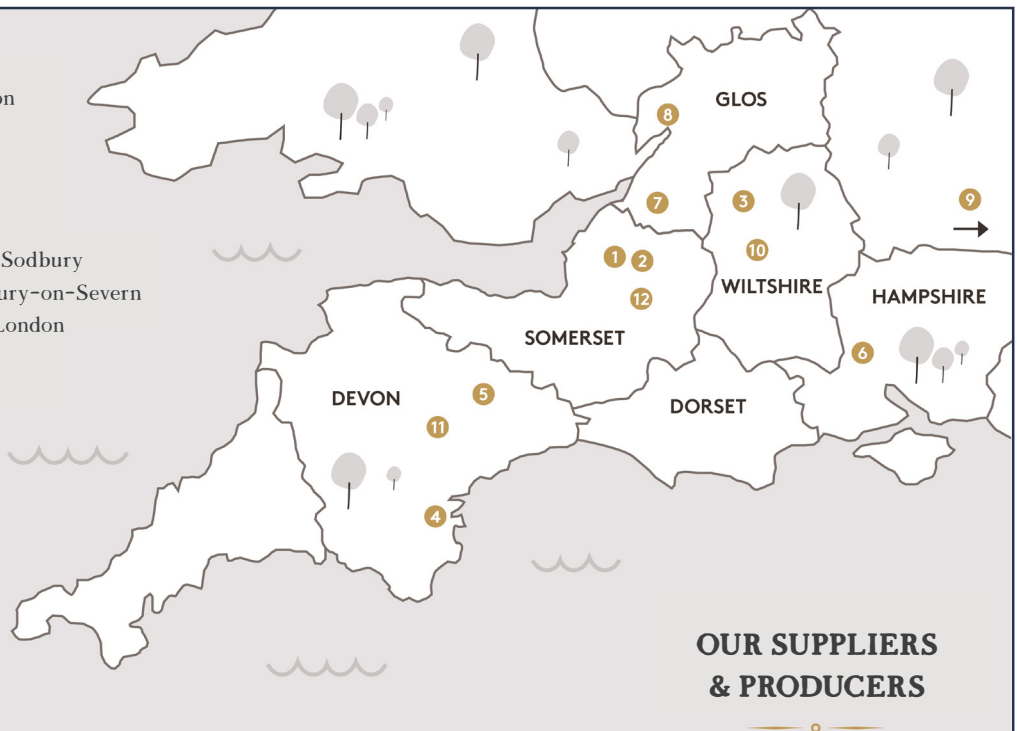 on
Sodbury
ury-on-Severn
London
GLOS
8
7
3
9
10
1
2
12
WILTSHIRE
HAMPSHIRE
SOMERSET
6
DEVON
5
DORSET
11
4
OUR SUPPLIERS
& PRODUCERS